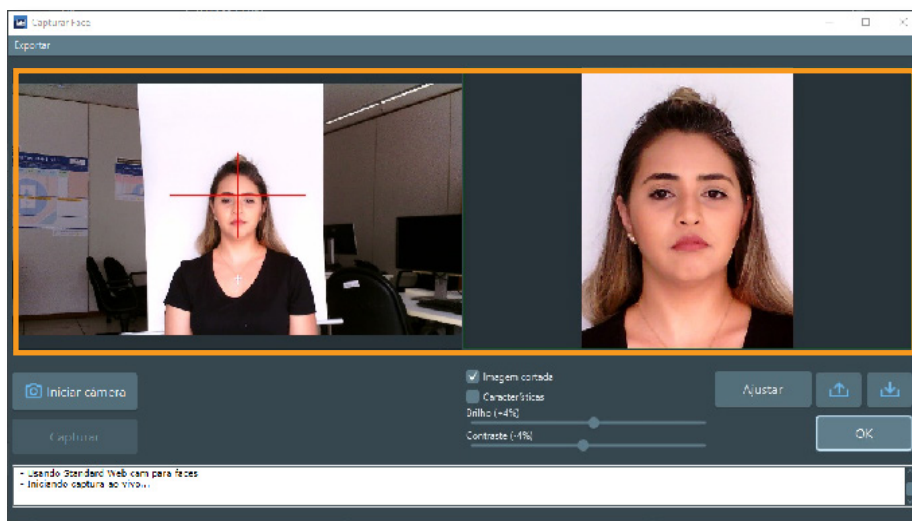 Capturar Face
Exportar
Iniciar câmera
Capturar
Imagem cortada
Características
Brilho (+4%)
Contraste (-4%)
Ajustar
OK
- Usando Standard Web cam para faces
- Iniciando captura ao vivo...